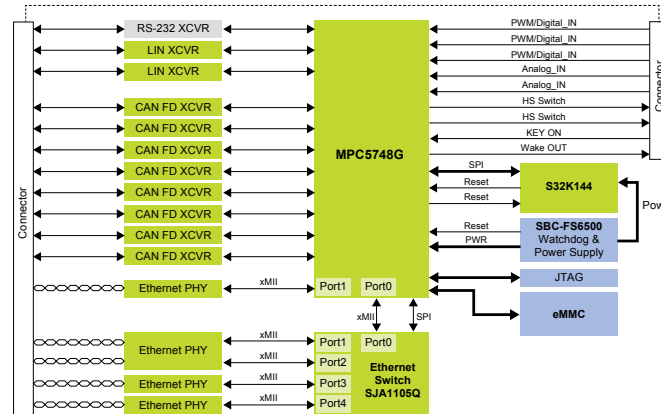 RS-232 XCVR
LIN XCVR
LIN XCVR
CAN FD XCVR
CAN FD XCVR
CAN FD XCVR
CAN FD XCVR
CAN FD XCVR
CAN FD XCVR
CAN FD XCVR
CAN FD XCVR
Connector
Ethernet PHY
xMII
Ethernet PHY
xMII
xMII
Ethernet PHY
xMII
Ethernet PHY
xMII
MPC5748G
Port1
Port0
xMII
SPI
Port1
Port0
Port2
Port3
Port4
Ethernet
Switch
SJA1105Q
PWM/Digital_IN
PWM/Digital_IN
PWM/Digital_IN
Analog_IN
Analog_IN
HS Switch
HS Switch
KEY ON
Wake OUT
Connector
SPI
Reset
Reset
S32K144
Reset
PWR
SBC-FS6500
Watchdog &
Power Supply
JTAG
eMMC